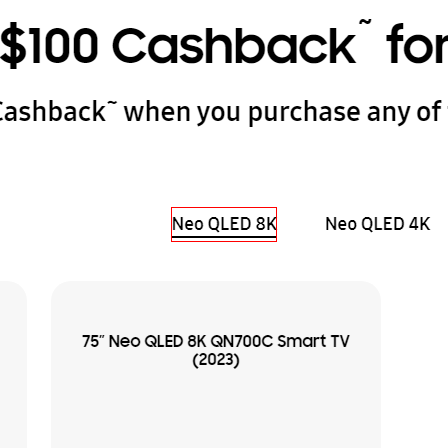 $100 Cashback˜ for
Cashback˜ when you purchase any of
Neo QLED 8K
Neo QLED 4K
75" Neo QLED 8K QN700C Smart TV
(2023)